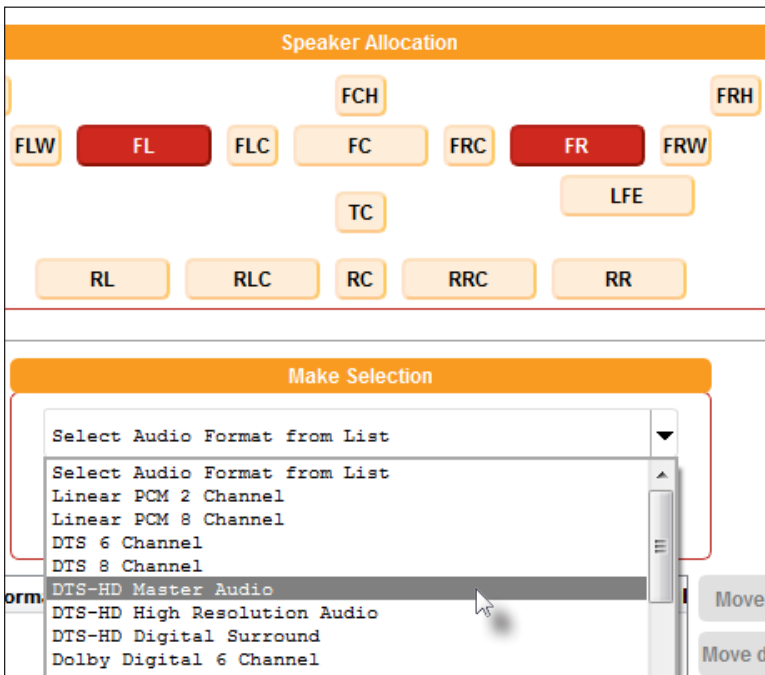 Speaker Allocation
FCH FRH
FLW FL FLC FC FRC FR FRW
LFE
TC
RL RLC RC RRC RR
Make Selection
Select Audio Format from List
Select Audio Format from List
Linear PCM 2 Channel
Linear PCM 8 Channel
DTS 6 Channel
DTS 8 Channel
DTS-HD Master Audio
Move
DTS-HD High Resolution Audio
DTS-HD Digital Surround
Move d
Dolby Digital 6 Channel